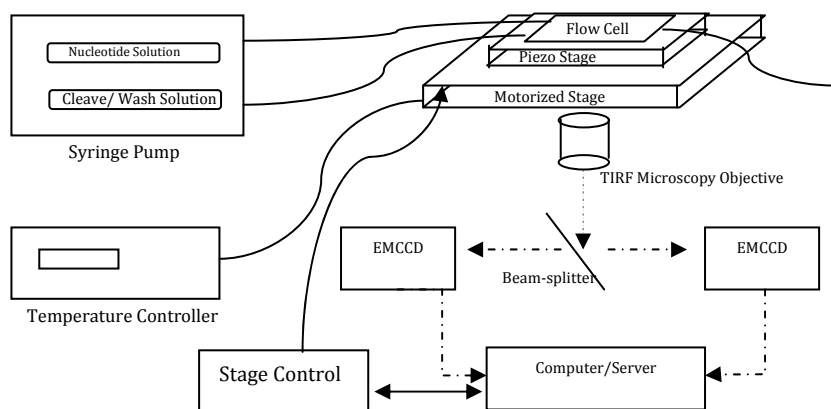 Nucleotide Solution
Cleave/ Wash Solution
Syringe Pump
Flow Cell
Piezo Stage
Motorized Stage
TIRF Microscopy Objective
EMCCD
EMCCD
Beam-splitter
Temperature Controller
Stage Control
Computer/Server